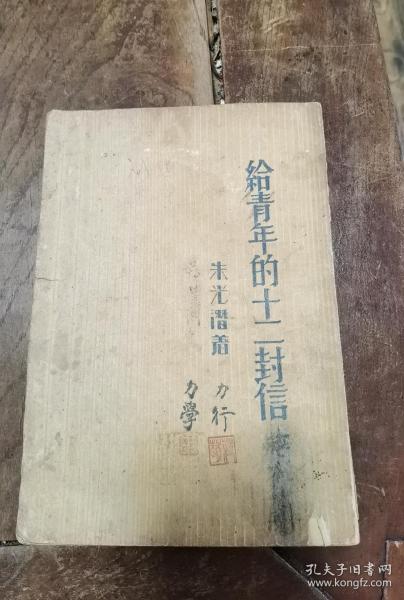 給青年的十二封信
朱光潛着
力行
力學
孔夫子旧书网
www.kongfz.com